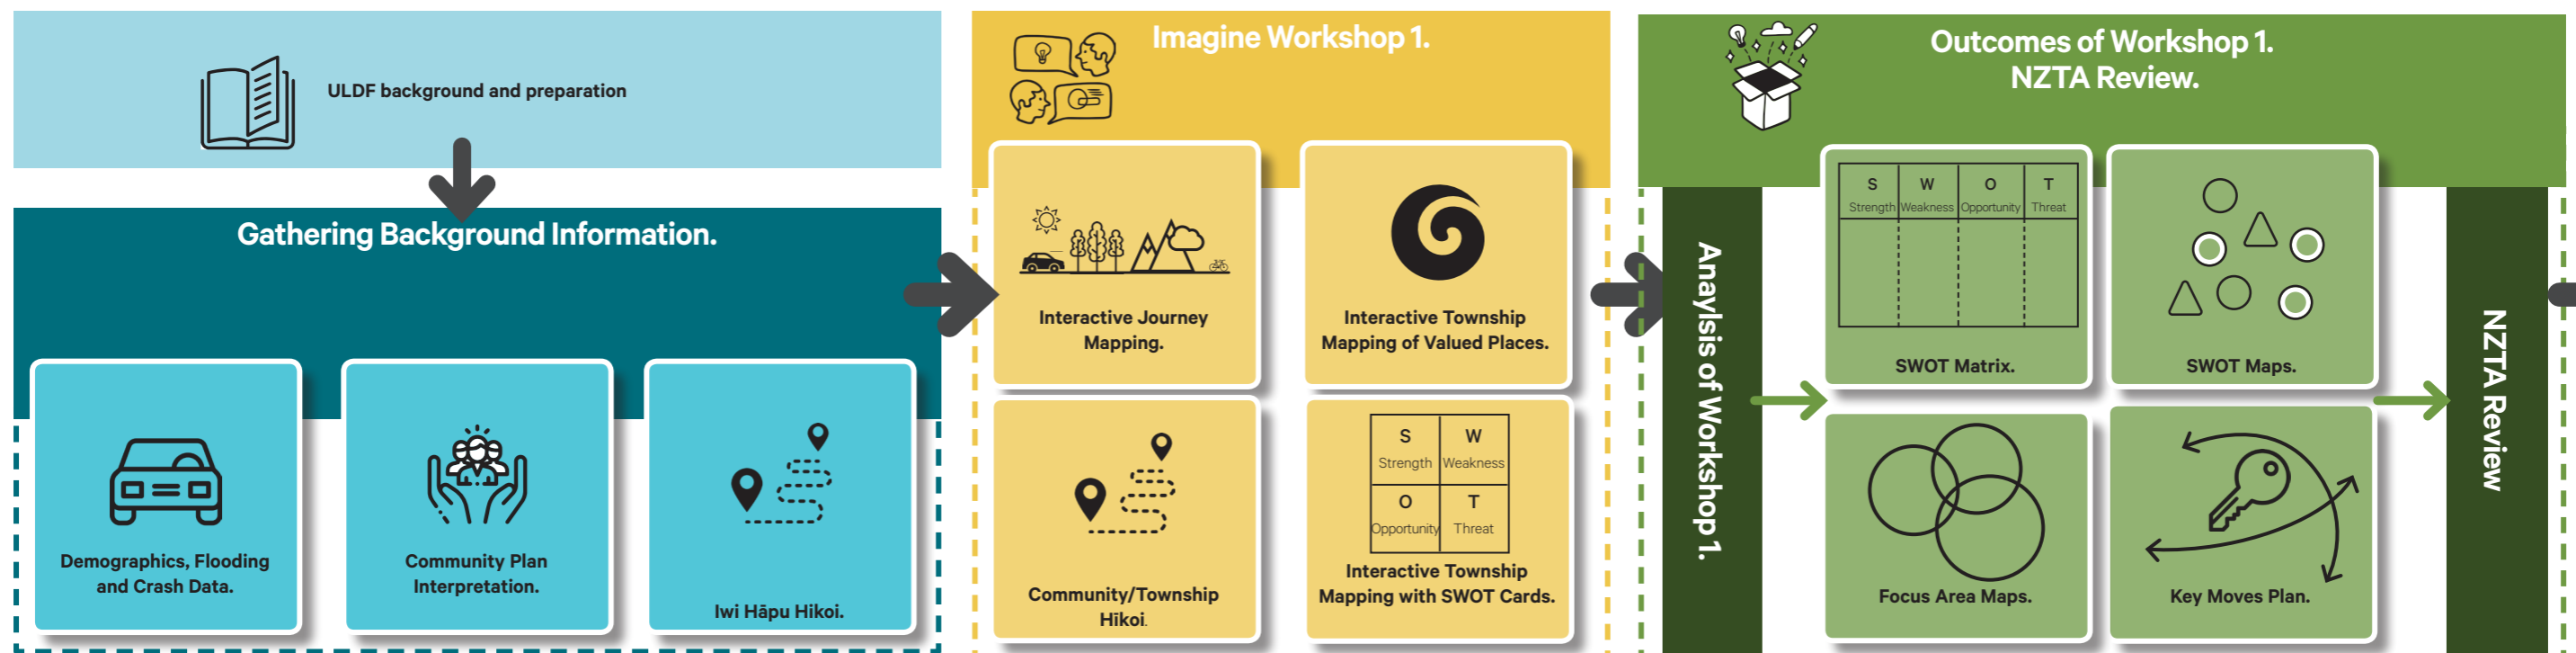 ULDF background and preparation
Gathering Background Information.
Demographics, Flooding
and Crash Data.
Community Plan
Interpretation.
Iwi Hāpu Hikoi.
Imagine Workshop 1.
Interactive Journey
Mapping.
Interactive Township
Mapping of Valued Places.
Community/Township
Hīkoi.
S W
Strength Weakness
O T
Opportunity Threat
Interactive Township
Mapping with SWOT Cards.
Outcomes of Workshop 1.
NZTA Review.
Anaylsis of Workshop 1.
S W O T
Strength Weakness Opportunity Threat
SWOT Matrix.
SWOT Maps.
Focus Area Maps.
Key Moves Plan.
NZTA Review